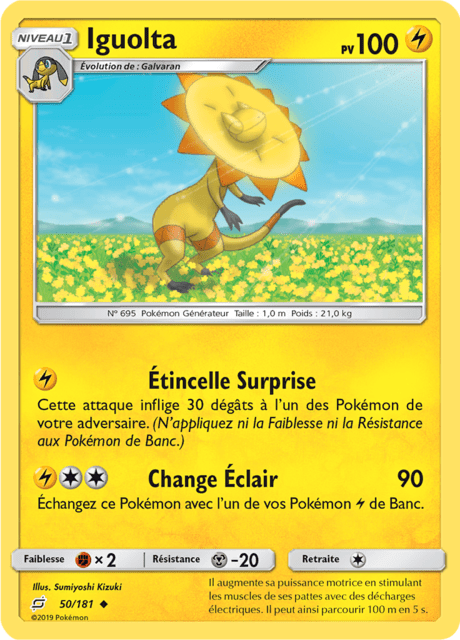 NIVEAU 1
Iguolta
PV 100
Évolution de : Galvaran
N° 695 Pokémon Générateur Taille : 1,0 m Poids : 21,0 kg
Étincelle Surprise
Cette attaque inflige 30 dégâts à l'un des Pokémon de
votre adversaire. (N'appliquez ni la Faiblesse ni la Résistance
aux Pokémon de Banc.)
Change Éclair 90
Échangez ce Pokémon avec l'un de vos Pokémon de Banc.
Faiblesse × 2 Résistance -20 Retraite
Illus. Sumiyoshi Kizuki
50/181
©2019 Pokémon
Il augmente sa puissance motrice en stimulant
les muscles de ses pattes avec des décharges
électriques. Il peut ainsi parcourir 100 m en 5 s.